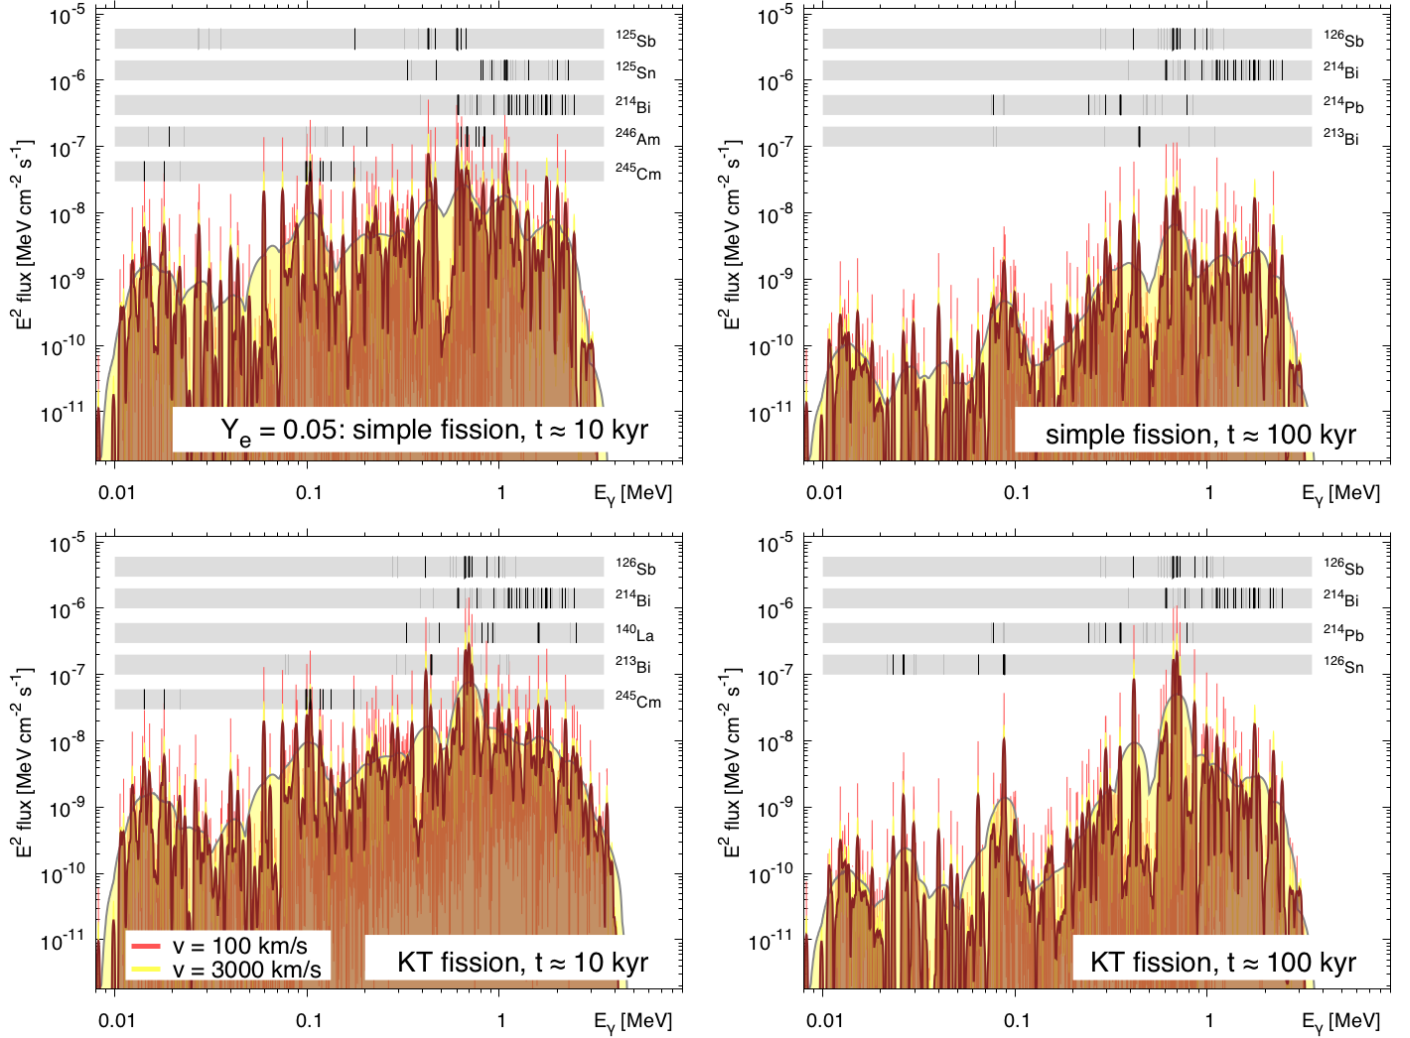 10⁻⁵
10⁻⁶
10⁻⁷
10⁻⁸
10⁻⁹
10⁻¹⁰
10⁻¹¹
E² flux [MeV cm⁻² s⁻¹]
¹²⁵Sb
¹²⁵Sn
²¹⁴Bi
²⁴⁶Am
²⁴⁵Cm
Yₑ = 0.05: simple fission, t ≈ 10 kyr
0.01 0.1 1 Eᵧ [MeV]
10⁻⁵
10⁻⁶
10⁻⁷
10⁻⁸
10⁻⁹
10⁻¹⁰
10⁻¹¹
E² flux [MeV cm⁻² s⁻¹]
¹²⁶Sb
²¹⁴Bi
²¹⁴Pb
²¹³Bi
simple fission, t ≈ 100 kyr
0.01 0.1 1 Eᵧ [MeV]
10⁻⁵
10⁻⁶
10⁻⁷
10⁻⁸
10⁻⁹
10⁻¹⁰
10⁻¹¹
E² flux [MeV cm⁻² s⁻¹]
¹²⁶Sb
²¹⁴Bi
¹⁴⁰La
²¹³Bi
²⁴⁵Cm
v = 100 km/s
v = 3000 km/s
KT fission, t ≈ 10 kyr
0.01 0.1 1 Eᵧ [MeV]
10⁻⁵
10⁻⁶
10⁻⁷
10⁻⁸
10⁻⁹
10⁻¹⁰
10⁻¹¹
E² flux [MeV cm⁻² s⁻¹]
¹²⁶Sb
²¹⁴Bi
²¹⁴Pb
¹²⁶Sn
KT fission, t ≈ 100 kyr
0.01 0.1 1 Eᵧ [MeV]